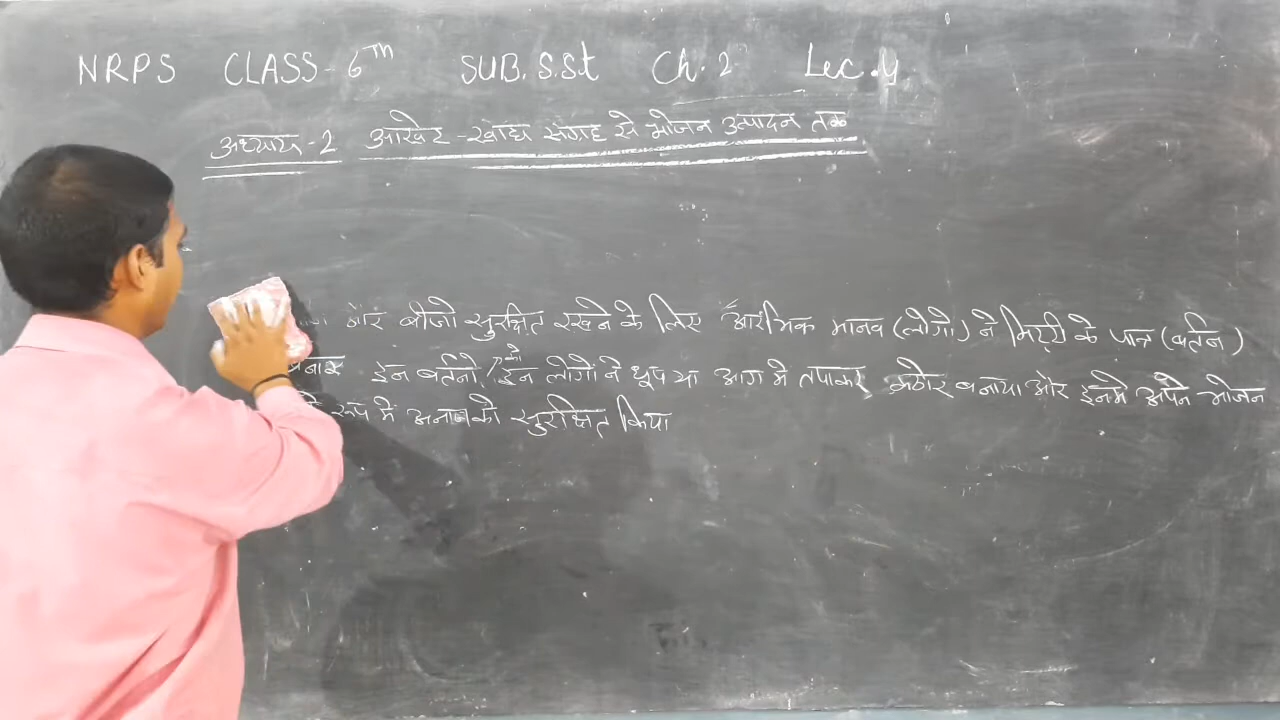 NRPS CLASS-6TH SUB. S.St Ch. 2 Lec. 4
अध्याय-2 आखेट-खाद्य संग्रह से भोजन उत्पादन तक
और बीजो सुरक्षित रखने के लिए आरंभिक मानव (लोगो) ने मिट्टी के पात्र (बर्तन)
बनाए इन बर्तनो को इन लोगो ने धूप या आग मे तपाकर कठोर बनाया और इनमे अपने भोजन
रूप मे अनाज को सुरक्षित किया